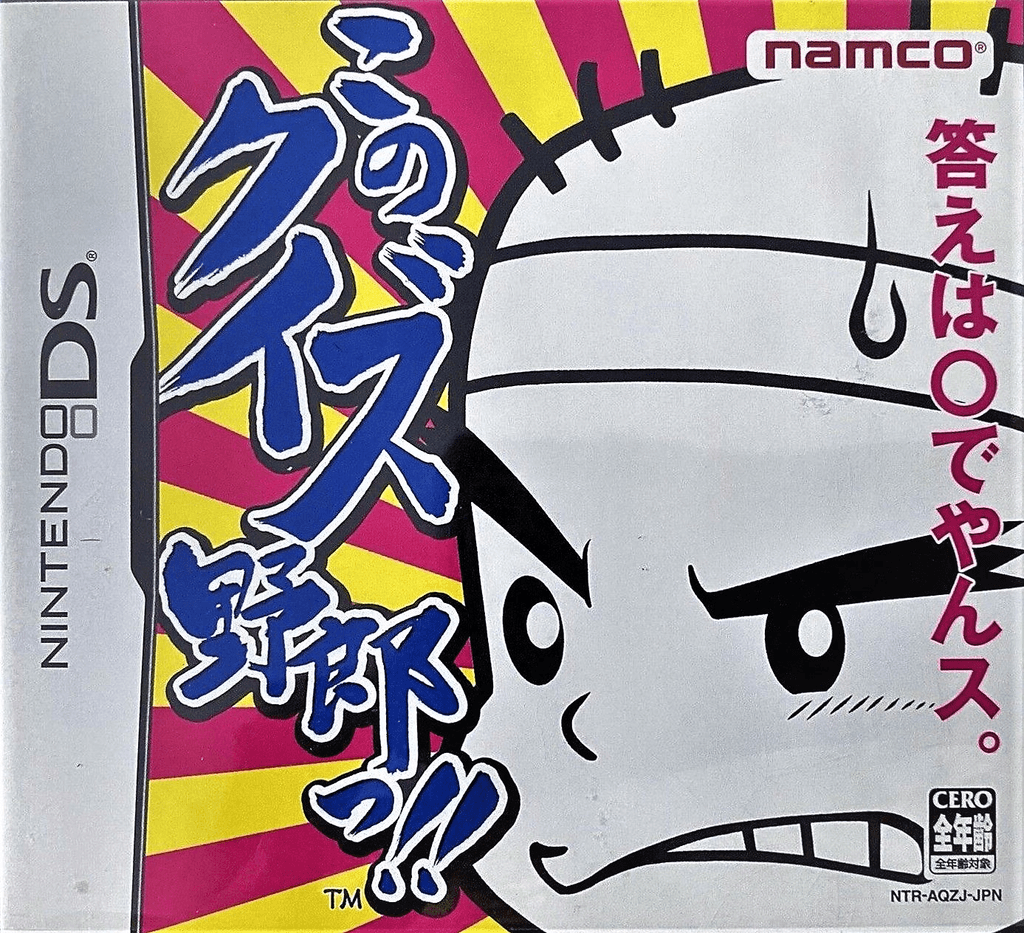 namco®
答えは〇でやんス。
この
クイズ
野郎っ!!
TM
NINTENDO DS®
CERO
全年齢
全年齢対象
NTR-AQZJ-JPN